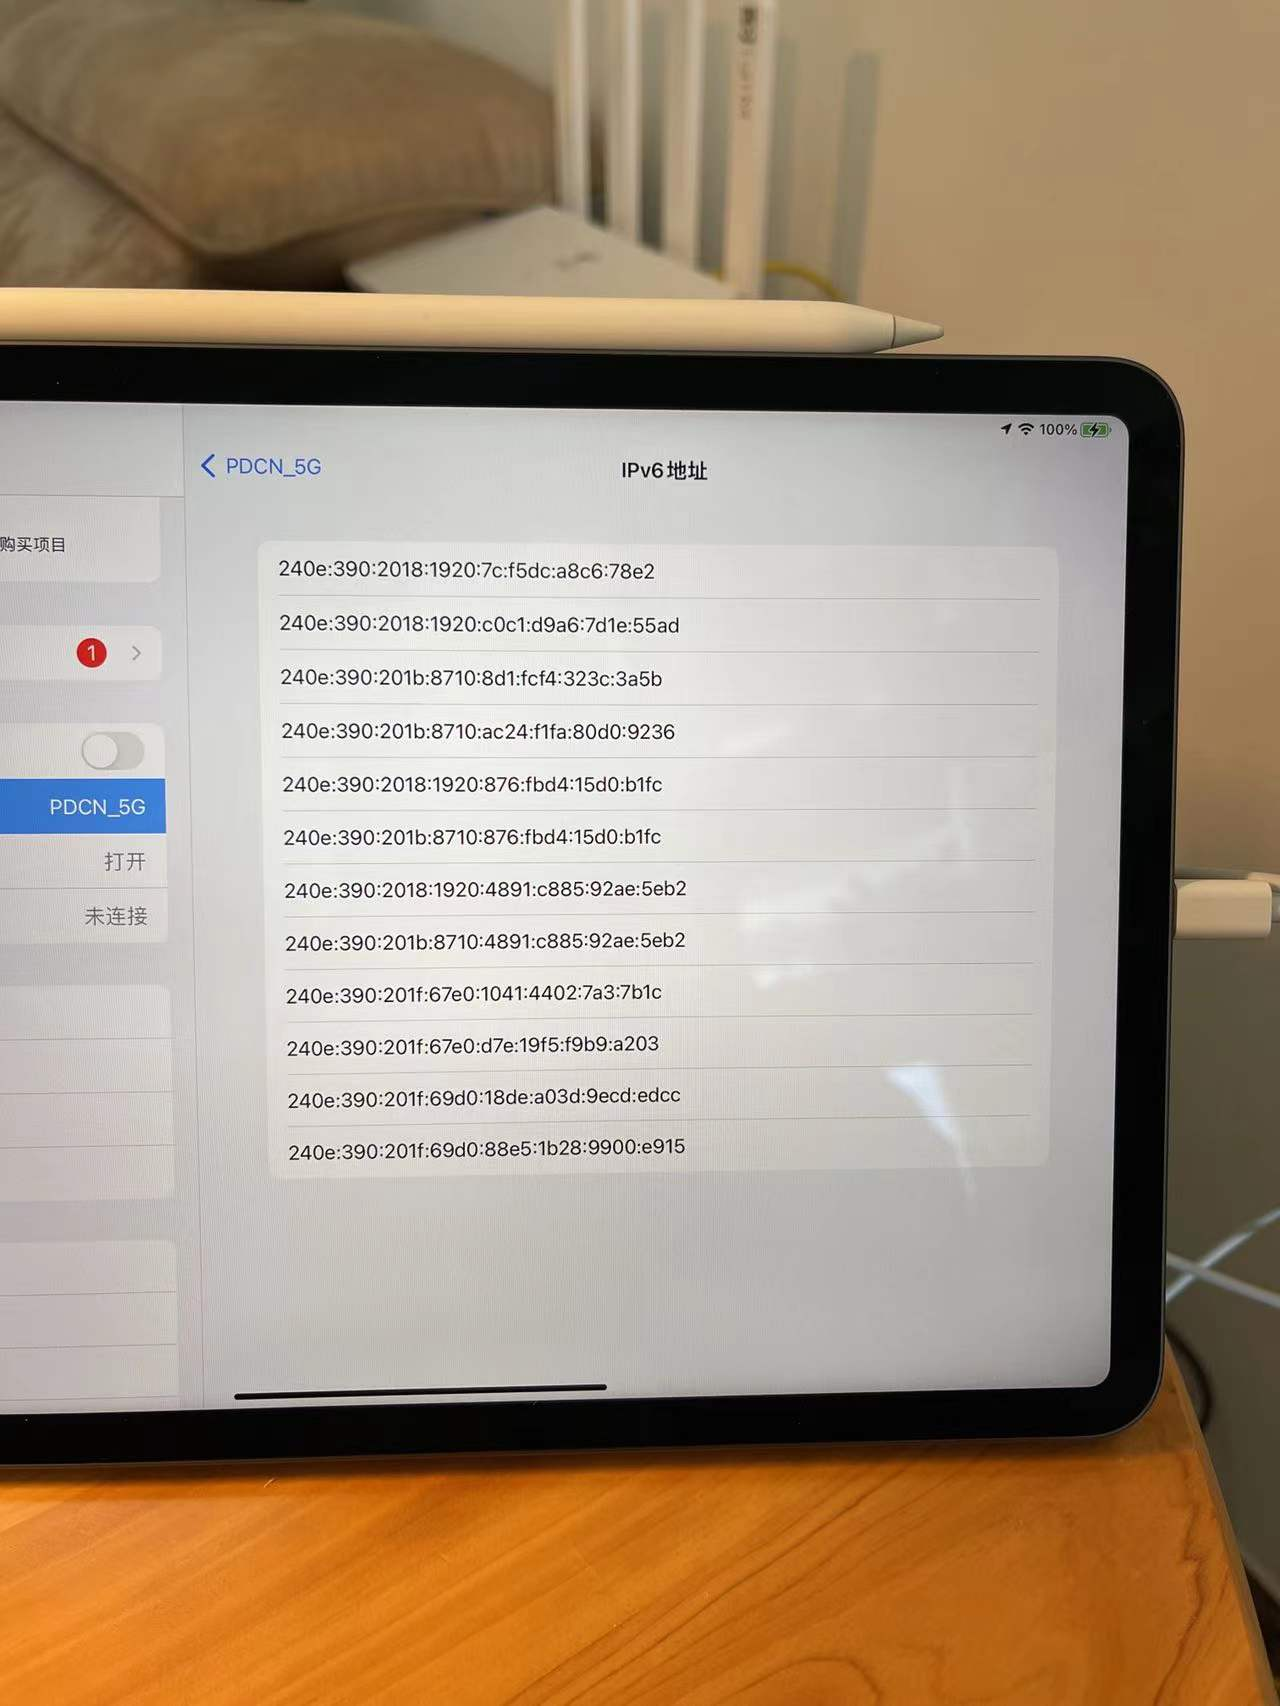 100%
PDCN_5G
IPv6地址
购买项目
1
PDCN_5G
打开
未连接
240e:390:2018:1920:7c:f5dc:a8c6:78e2
240e:390:2018:1920:c0c1:d9a6:7d1e:55ad
240e:390:201b:8710:8d1:fcf4:323c:3a5b
240e:390:201b:8710:ac24:f1fa:80d0:9236
240e:390:2018:1920:876:fbd4:15d0:b1fc
240e:390:201b:8710:876:fbd4:15d0:b1fc
240e:390:2018:1920:4891:c885:92ae:5eb2
240e:390:201b:8710:4891:c885:92ae:5eb2
240e:390:201f:67e0:1041:4402:7a3:7b1c
240e:390:201f:67e0:d7e:19f5:f9b9:a203
240e:390:201f:69d0:18de:a03d:9ecd:edcc
240e:390:201f:69d0:88e5:1b28:9900:e915